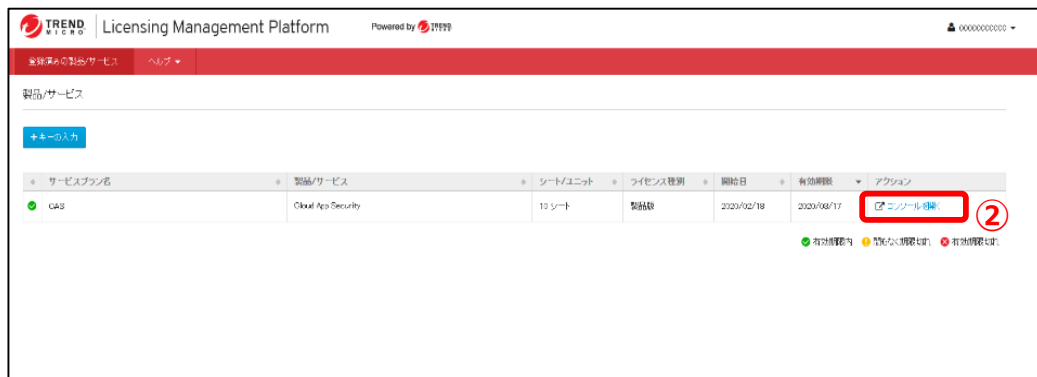 TREND MICRO Licensing Management Platform Powered by TREND MICRO oooooooooo
登録済みの製品/サービス ヘルプ
製品/サービス
+キーの入力
サービスプラン名 製品/サービス シート/ユニット ライセンス種別 開始日 有効期限 アクション
CAS Cloud App Security 10 シート 製品版 2020/02/18 2020/03/17 コンソールを開く
②
有効期限内 間もなく期限切れ 有効期限切れ